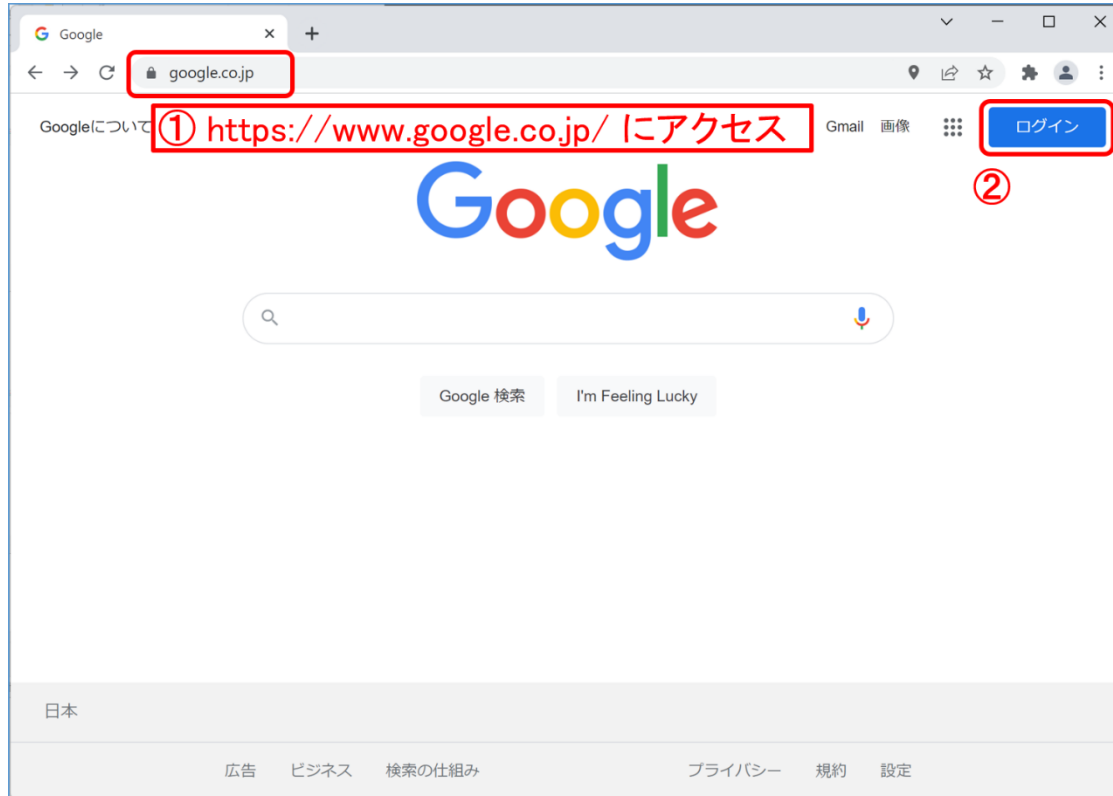 Google
google.co.jp
Googleについて
① https://www.google.co.jp/ にアクセス
Gmail 画像
ログイン
②
Google
Google 検索 I'm Feeling Lucky
日本
広告 ビジネス 検索の仕組み プライバシー 規約 設定